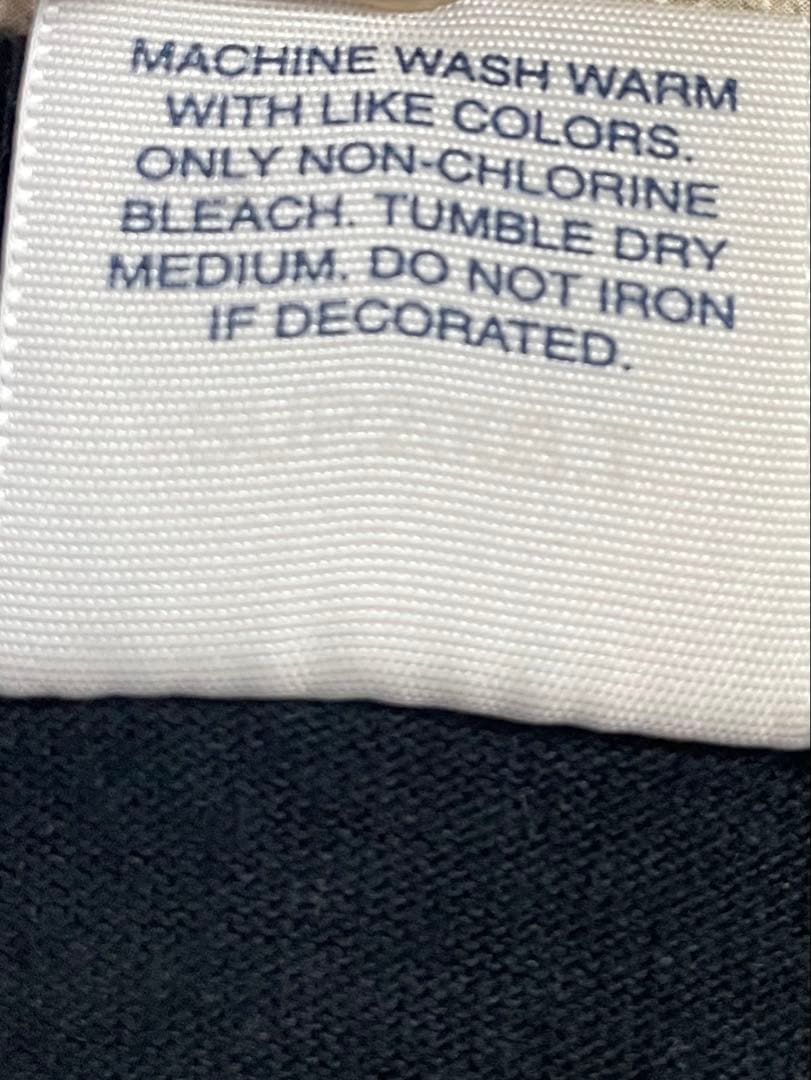 MACHINE WASH WARM
WITH LIKE COLORS.
ONLY NON-CHLORINE
BLEACH. TUMBLE DRY
MEDIUM. DO NOT IRON
IF DECORATED.